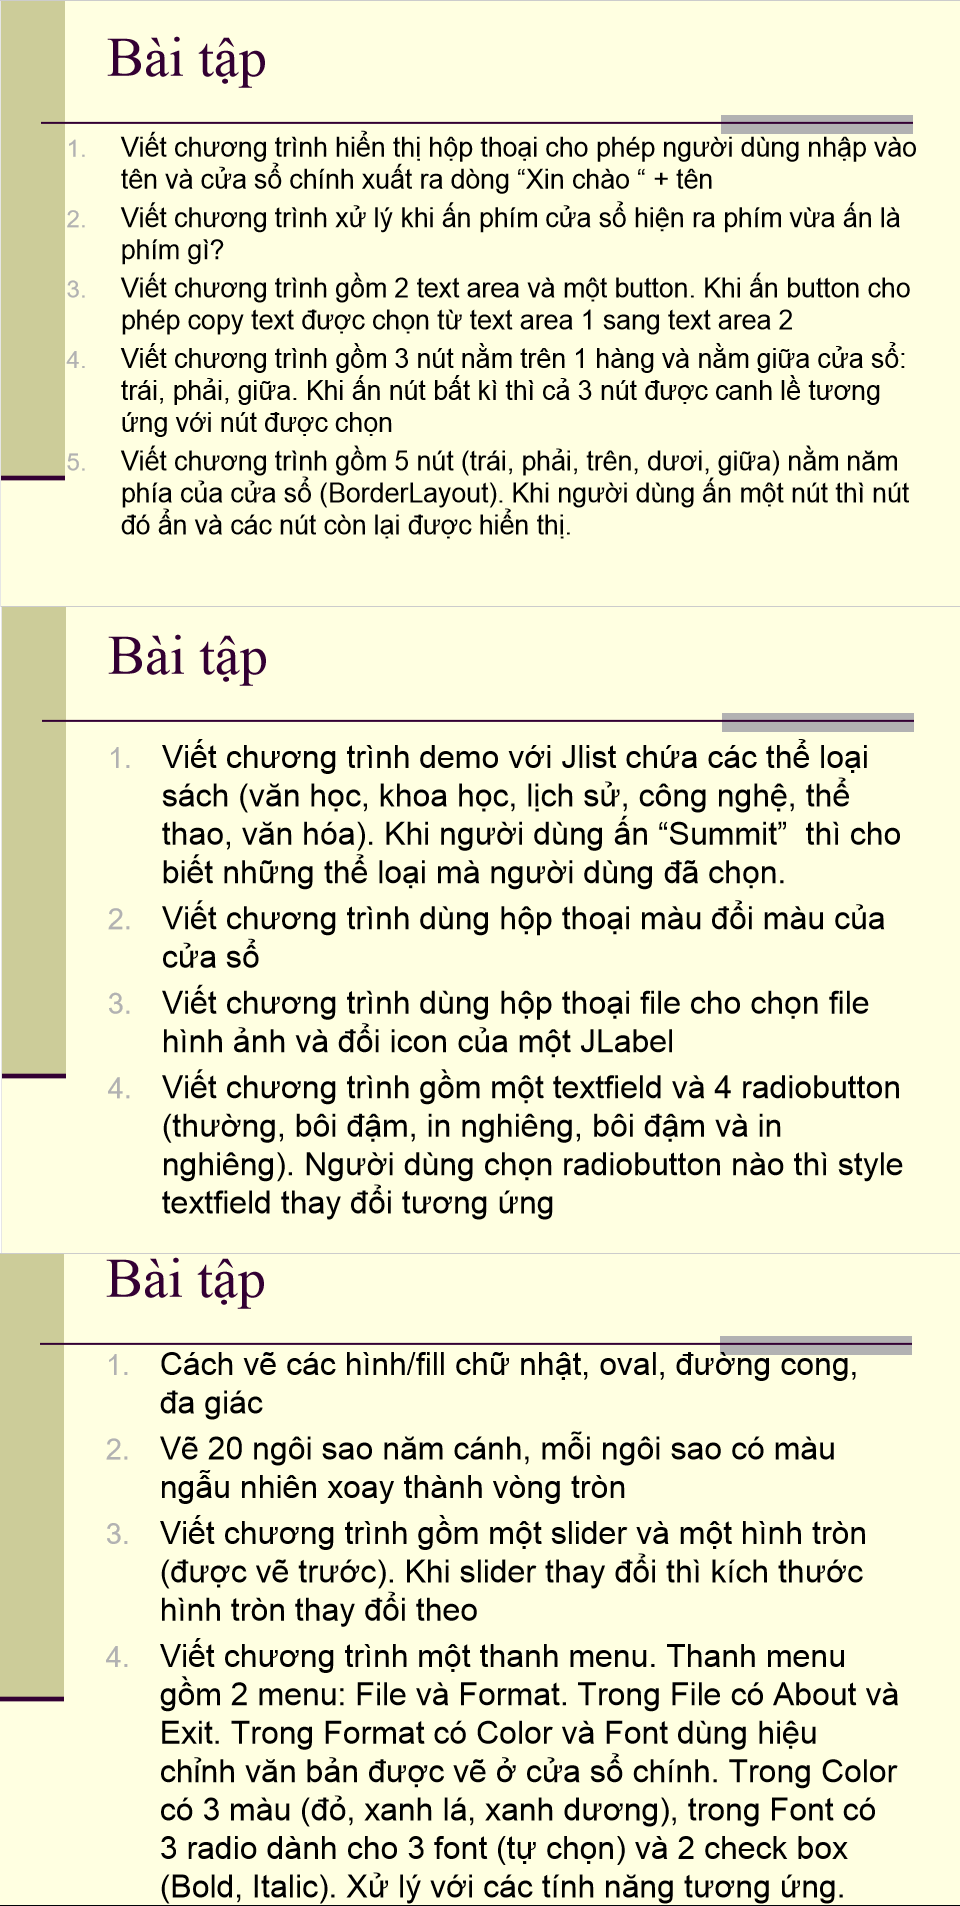 Bài tập
1. Viết chương trình hiển thị hộp thoại cho phép người dùng nhập vào
tên và cửa sổ chính xuất ra dòng “Xin chào “ + tên
2. Viết chương trình xử lý khi ấn phím cửa sổ hiện ra phím vừa ấn là
phím gì?
3. Viết chương trình gồm 2 text area và một button. Khi ấn button cho
phép copy text được chọn từ text area 1 sang text area 2
4. Viết chương trình gồm 3 nút nằm trên 1 hàng và nằm giữa cửa sổ:
trái, phải, giữa. Khi ấn nút bất kì thì cả 3 nút được canh lề tương
ứng với nút được chọn
5. Viết chương trình gồm 5 nút (trái, phải, trên, dươi, giữa) nằm năm
phía của cửa sổ (BorderLayout). Khi người dùng ấn một nút thì nút
đó ẩn và các nút còn lại được hiển thị.
Bài tập
1. Viết chương trình demo với Jlist chứa các thể loại
sách (văn học, khoa học, lịch sử, công nghệ, thể
thao, văn hóa). Khi người dùng ấn “Summit” thì cho
biết những thể loại mà người dùng đã chọn.
2. Viết chương trình dùng hộp thoại màu đổi màu của
cửa sổ
3. Viết chương trình dùng hộp thoại file cho chọn file
hình ảnh và đổi icon của một JLabel
4. Viết chương trình gồm một textfield và 4 radiobutton
(thường, bôi đậm, in nghiêng, bôi đậm và in
nghiêng). Người dùng chọn radiobutton nào thì style
textfield thay đổi tương ứng
Bài tập
1. Cách vẽ các hình/fill chữ nhật, oval, đường cong,
đa giác
2. Vẽ 20 ngôi sao năm cánh, mỗi ngôi sao có màu
ngẫu nhiên xoay thành vòng tròn
3. Viết chương trình gồm một slider và một hình tròn
(được vẽ trước). Khi slider thay đổi thì kích thước
hình tròn thay đổi theo
4. Viết chương trình một thanh menu. Thanh menu
gồm 2 menu: File và Format. Trong File có About và
Exit. Trong Format có Color và Font dùng hiệu
chỉnh văn bản được vẽ ở cửa sổ chính. Trong Color
có 3 màu (đỏ, xanh lá, xanh dương), trong Font có
3 radio dành cho 3 font (tự chọn) và 2 check box
(Bold, Italic). Xử lý với các tính năng tương ứng.